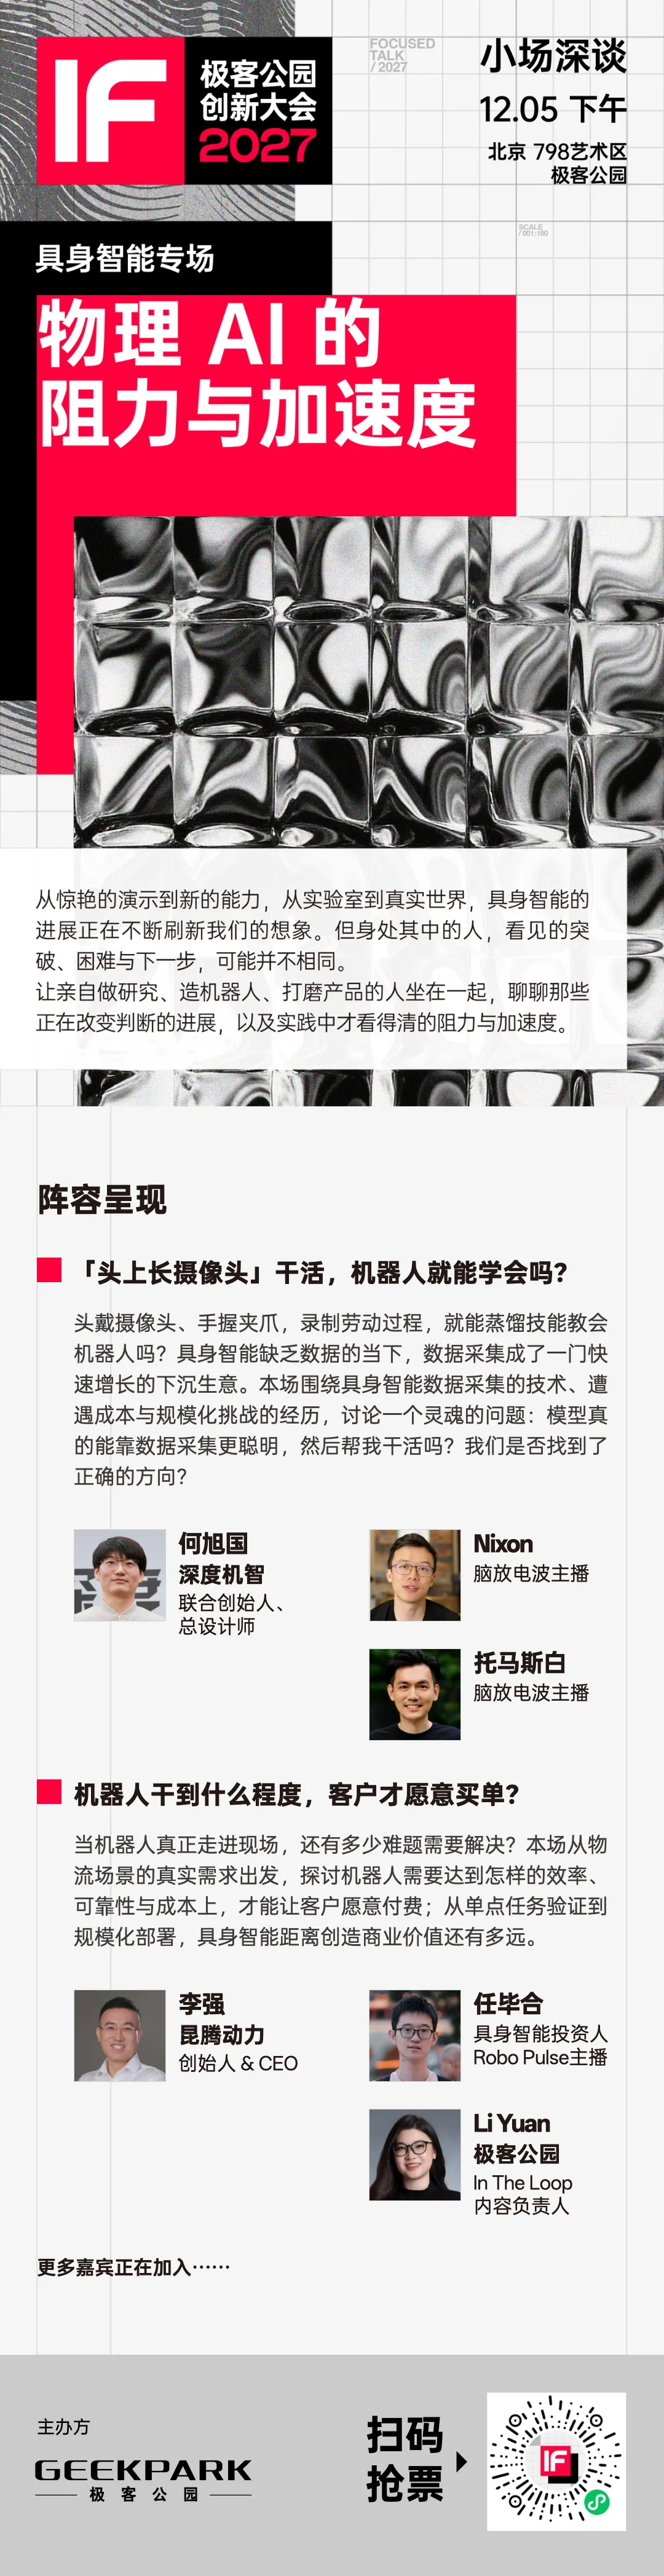 IF
极客公园
创新大会
2027
FOCUSED
TALK
/ 2027
小场深谈
12.05 下午
北京 798艺术区
极客公园
SCALE
/001:100
具身智能专场
物理 AI 的
阻力与加速度
从惊艳的演示到新的能力，从实验室到真实世界，具身智能的
进展正在不断刷新我们的想象。但身处其中的人，看见的突
破、困难与下一步，可能并不相同。
让亲自做研究、造机器人、打磨产品的人坐在一起，聊聊那些
正在改变判断的进展，以及实践中才看得清的阻力与加速度。
阵容呈现
「头上长摄像头」干活，机器人就能学会吗？
头戴摄像头、手握夹爪，录制劳动过程，就能蒸馏技能教会
机器人吗？具身智能缺乏数据的当下，数据采集成了一门快
速增长的下沉生意。本场围绕具身智能数据采集的技术、遭
遇成本与规模化挑战的经历，讨论一个灵魂的问题：模型真
的能靠数据采集更聪明，然后帮我干活吗？我们是否找到了
正确的方向？
何旭国
深度机智
联合创始人、
总设计师
Nixon
脑放电波主播
托马斯白
脑放电波主播
机器人干到什么程度，客户才愿意买单？
当机器人真正走进现场，还有多少难题需要解决？本场从物
流场景的真实需求出发，探讨机器人需要达到怎样的效率、
可靠性与成本上，才能让客户愿意付费；从单点任务验证到
规模化部署，具身智能距离创造商业价值还有多远。
李强
昆腾动力
创始人 & CEO
任毕合
具身智能投资人
Robo Pulse主播
Li Yuan
极客公园
In The Loop
内容负责人
更多嘉宾正在加入……
主办方
GEEKPARK
极客公园
扫码
抢票
IF